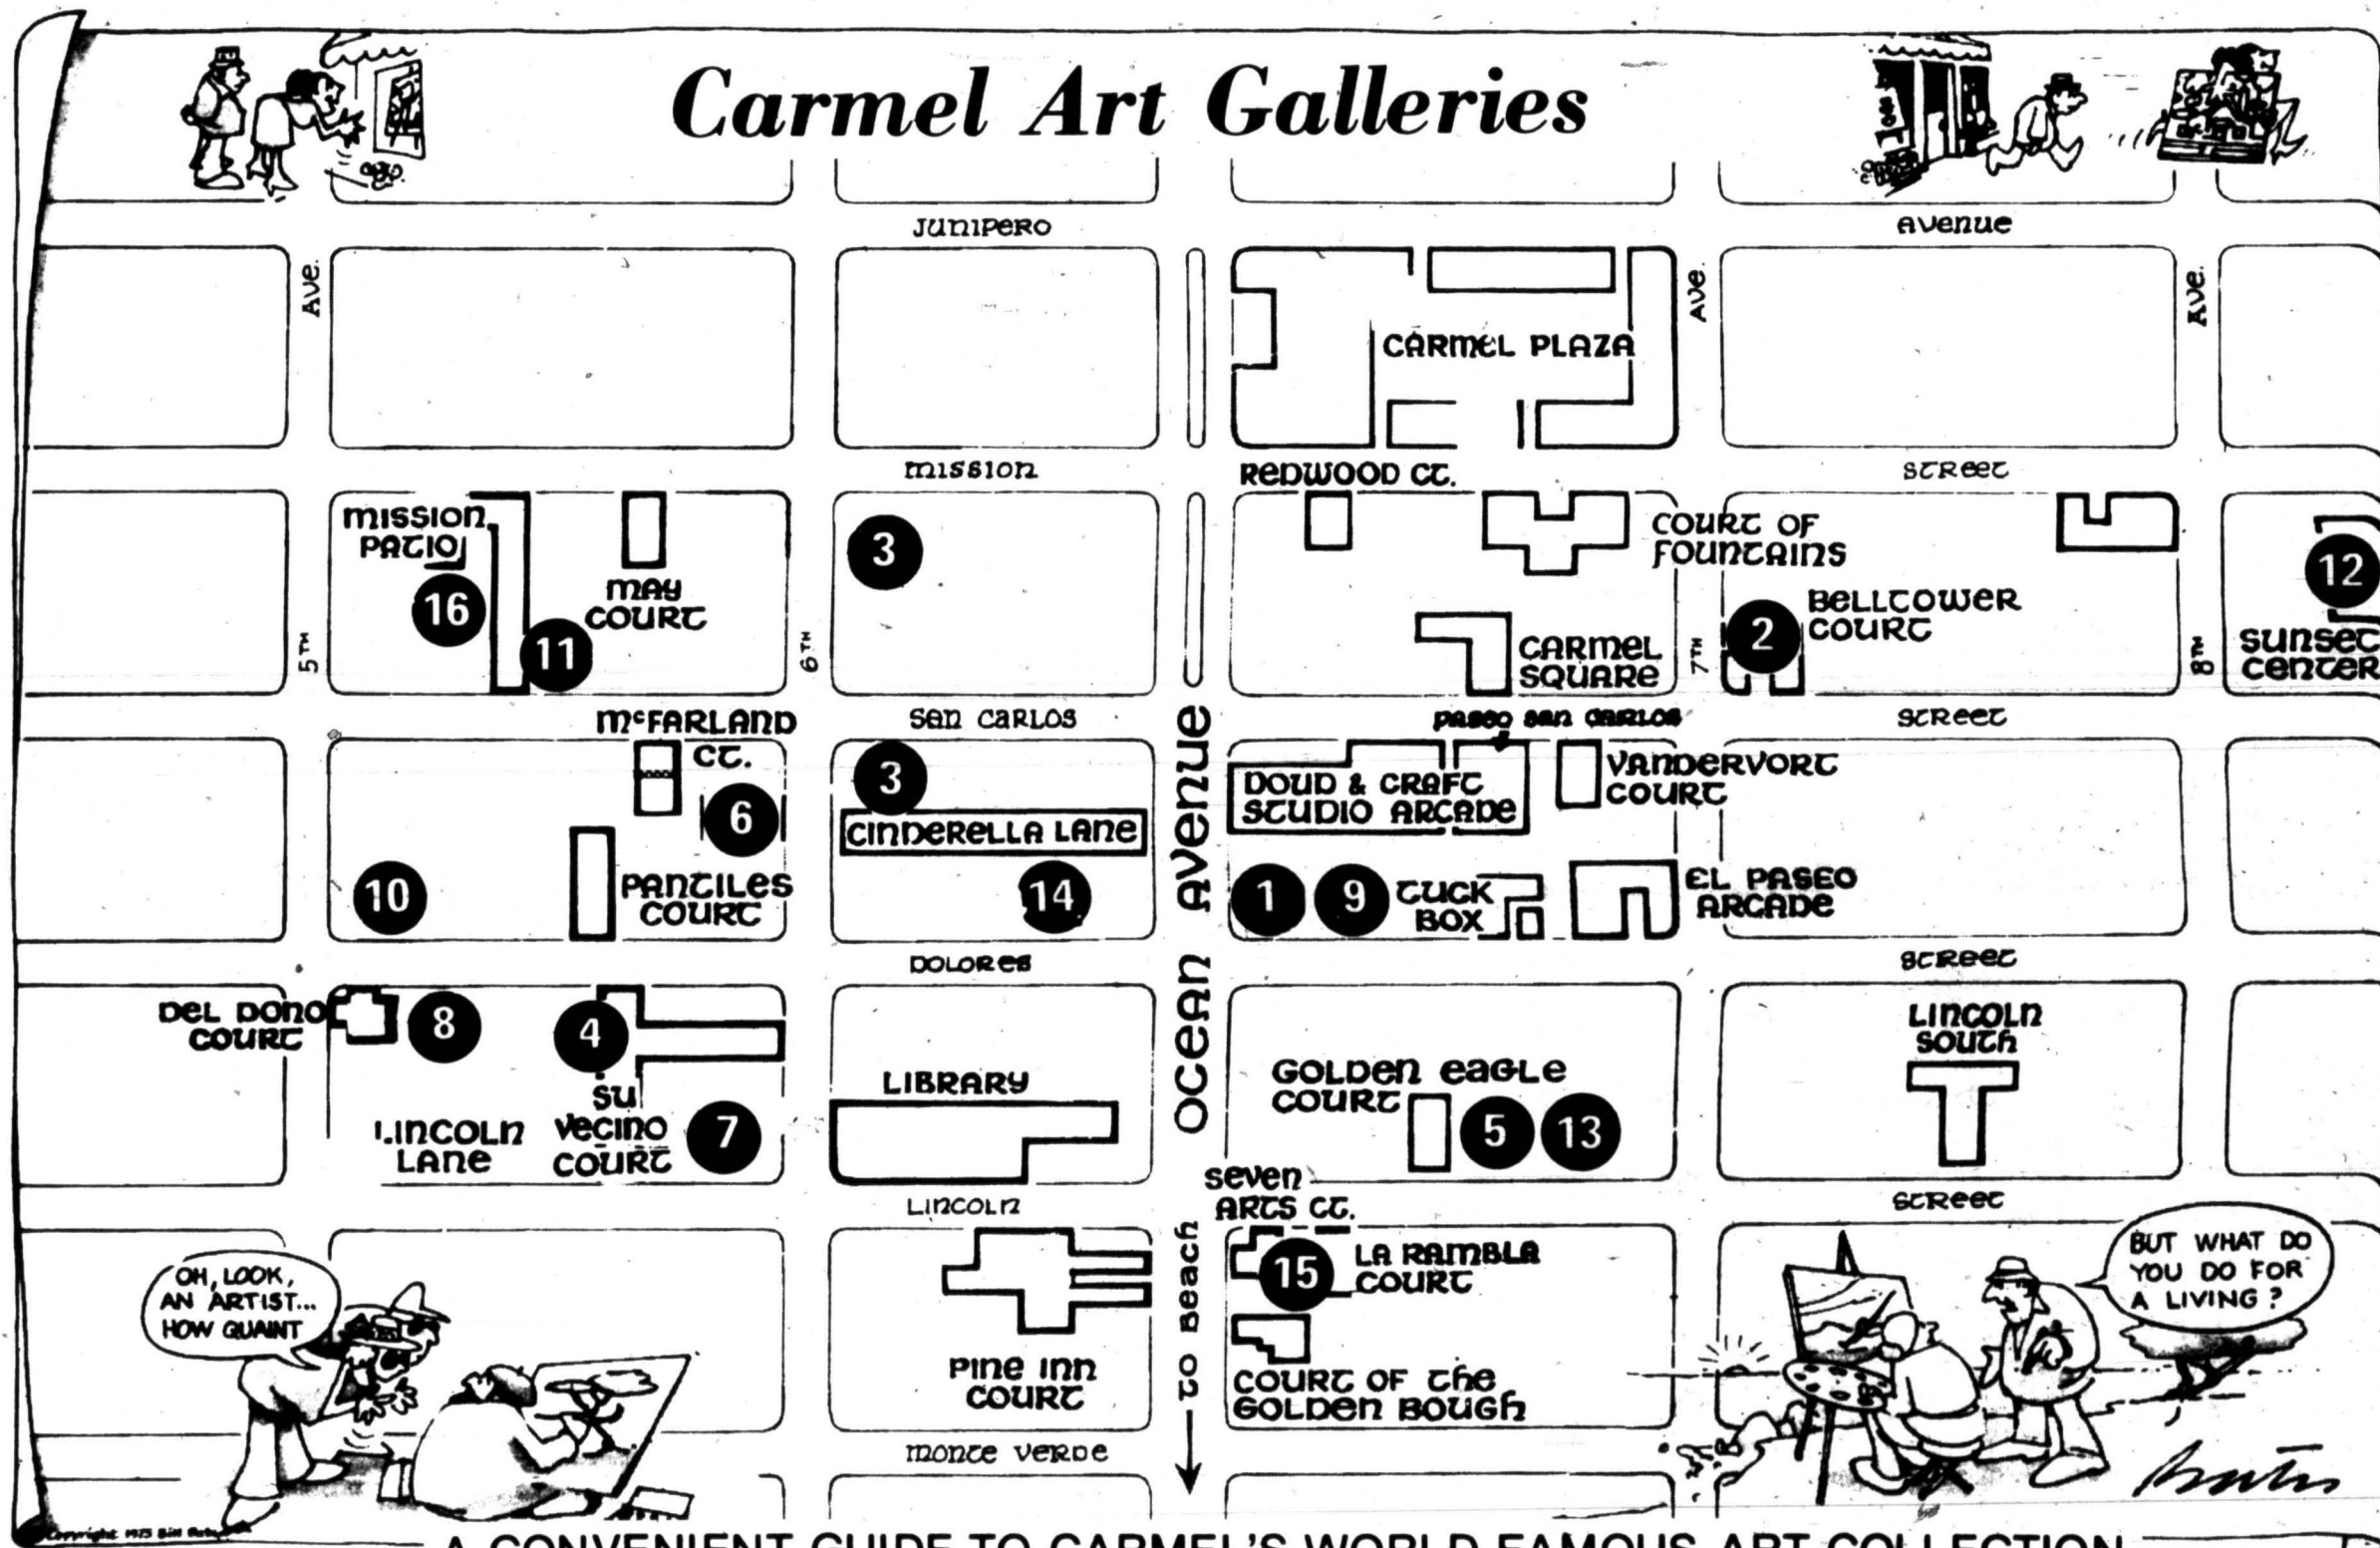 Carmel Art Galleries
JUNIPERO
AVENUE
AVE.
AVE.
AVE.
CARMEL PLAZA
MISSION
REDWOOD CT.
STREET
MISSION
PATIO
16
11
MAY
COURT
3
COURT OF
FOUNTAINS
CARMEL
SQUARE
2
BELLTOWER
COURT
12
SUNSET
CENTER
5TH
6TH
7TH
8TH
McFARLAND
CT.
SAN CARLOS
PASEO SAN CARLOS
STREET
6
3
CINDERELLA LANE
DOUD & CRAFT
STUDIO ARCADE
VANDERVORT
COURT
10
PANTILES
COURT
14
1
9
TUCK
BOX
EL PASEO
ARCADE
OCEAN AVENUE
DOLORES
STREET
DEL DONO
COURT
8
4
SU
VECINO
COURT
LINCOLN
LANE
7
LIBRARY
GOLDEN EAGLE
COURT
5
13
LINCOLN
SOUTH
LINCOLN
SEVEN
ARTS CT.
STREET
TO BEACH
15
LA RAMBLA
COURT
PINE INN
COURT
COURT OF THE
GOLDEN BOUGH
MONTE VERDE
OH, LOOK,
AN ARTIST...
HOW QUAINT
BUT WHAT DO
YOU DO FOR
A LIVING?
Copyright 1975 Bill
A CONVENIENT GUIDE TO CARMEL'S WORLD FAMOUS ART COLLECTION